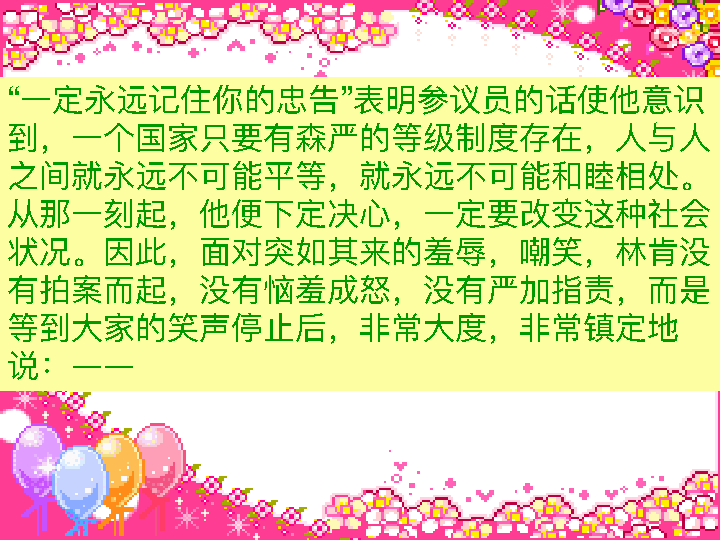 “一定永远记住你的忠告”表明参议员的话使他意识
到，一个国家只要有森严的等级制度存在，人与人
之间就永远不可能平等，就永远不可能和睦相处。
从那一刻起，他便下定决心，一定要改变这种社会
状况。因此，面对突如其来的羞辱，嘲笑，林肯没
有拍案而起，没有恼羞成怒，没有严加指责，而是
等到大家的笑声停止后，非常大度，非常镇定地
说：——